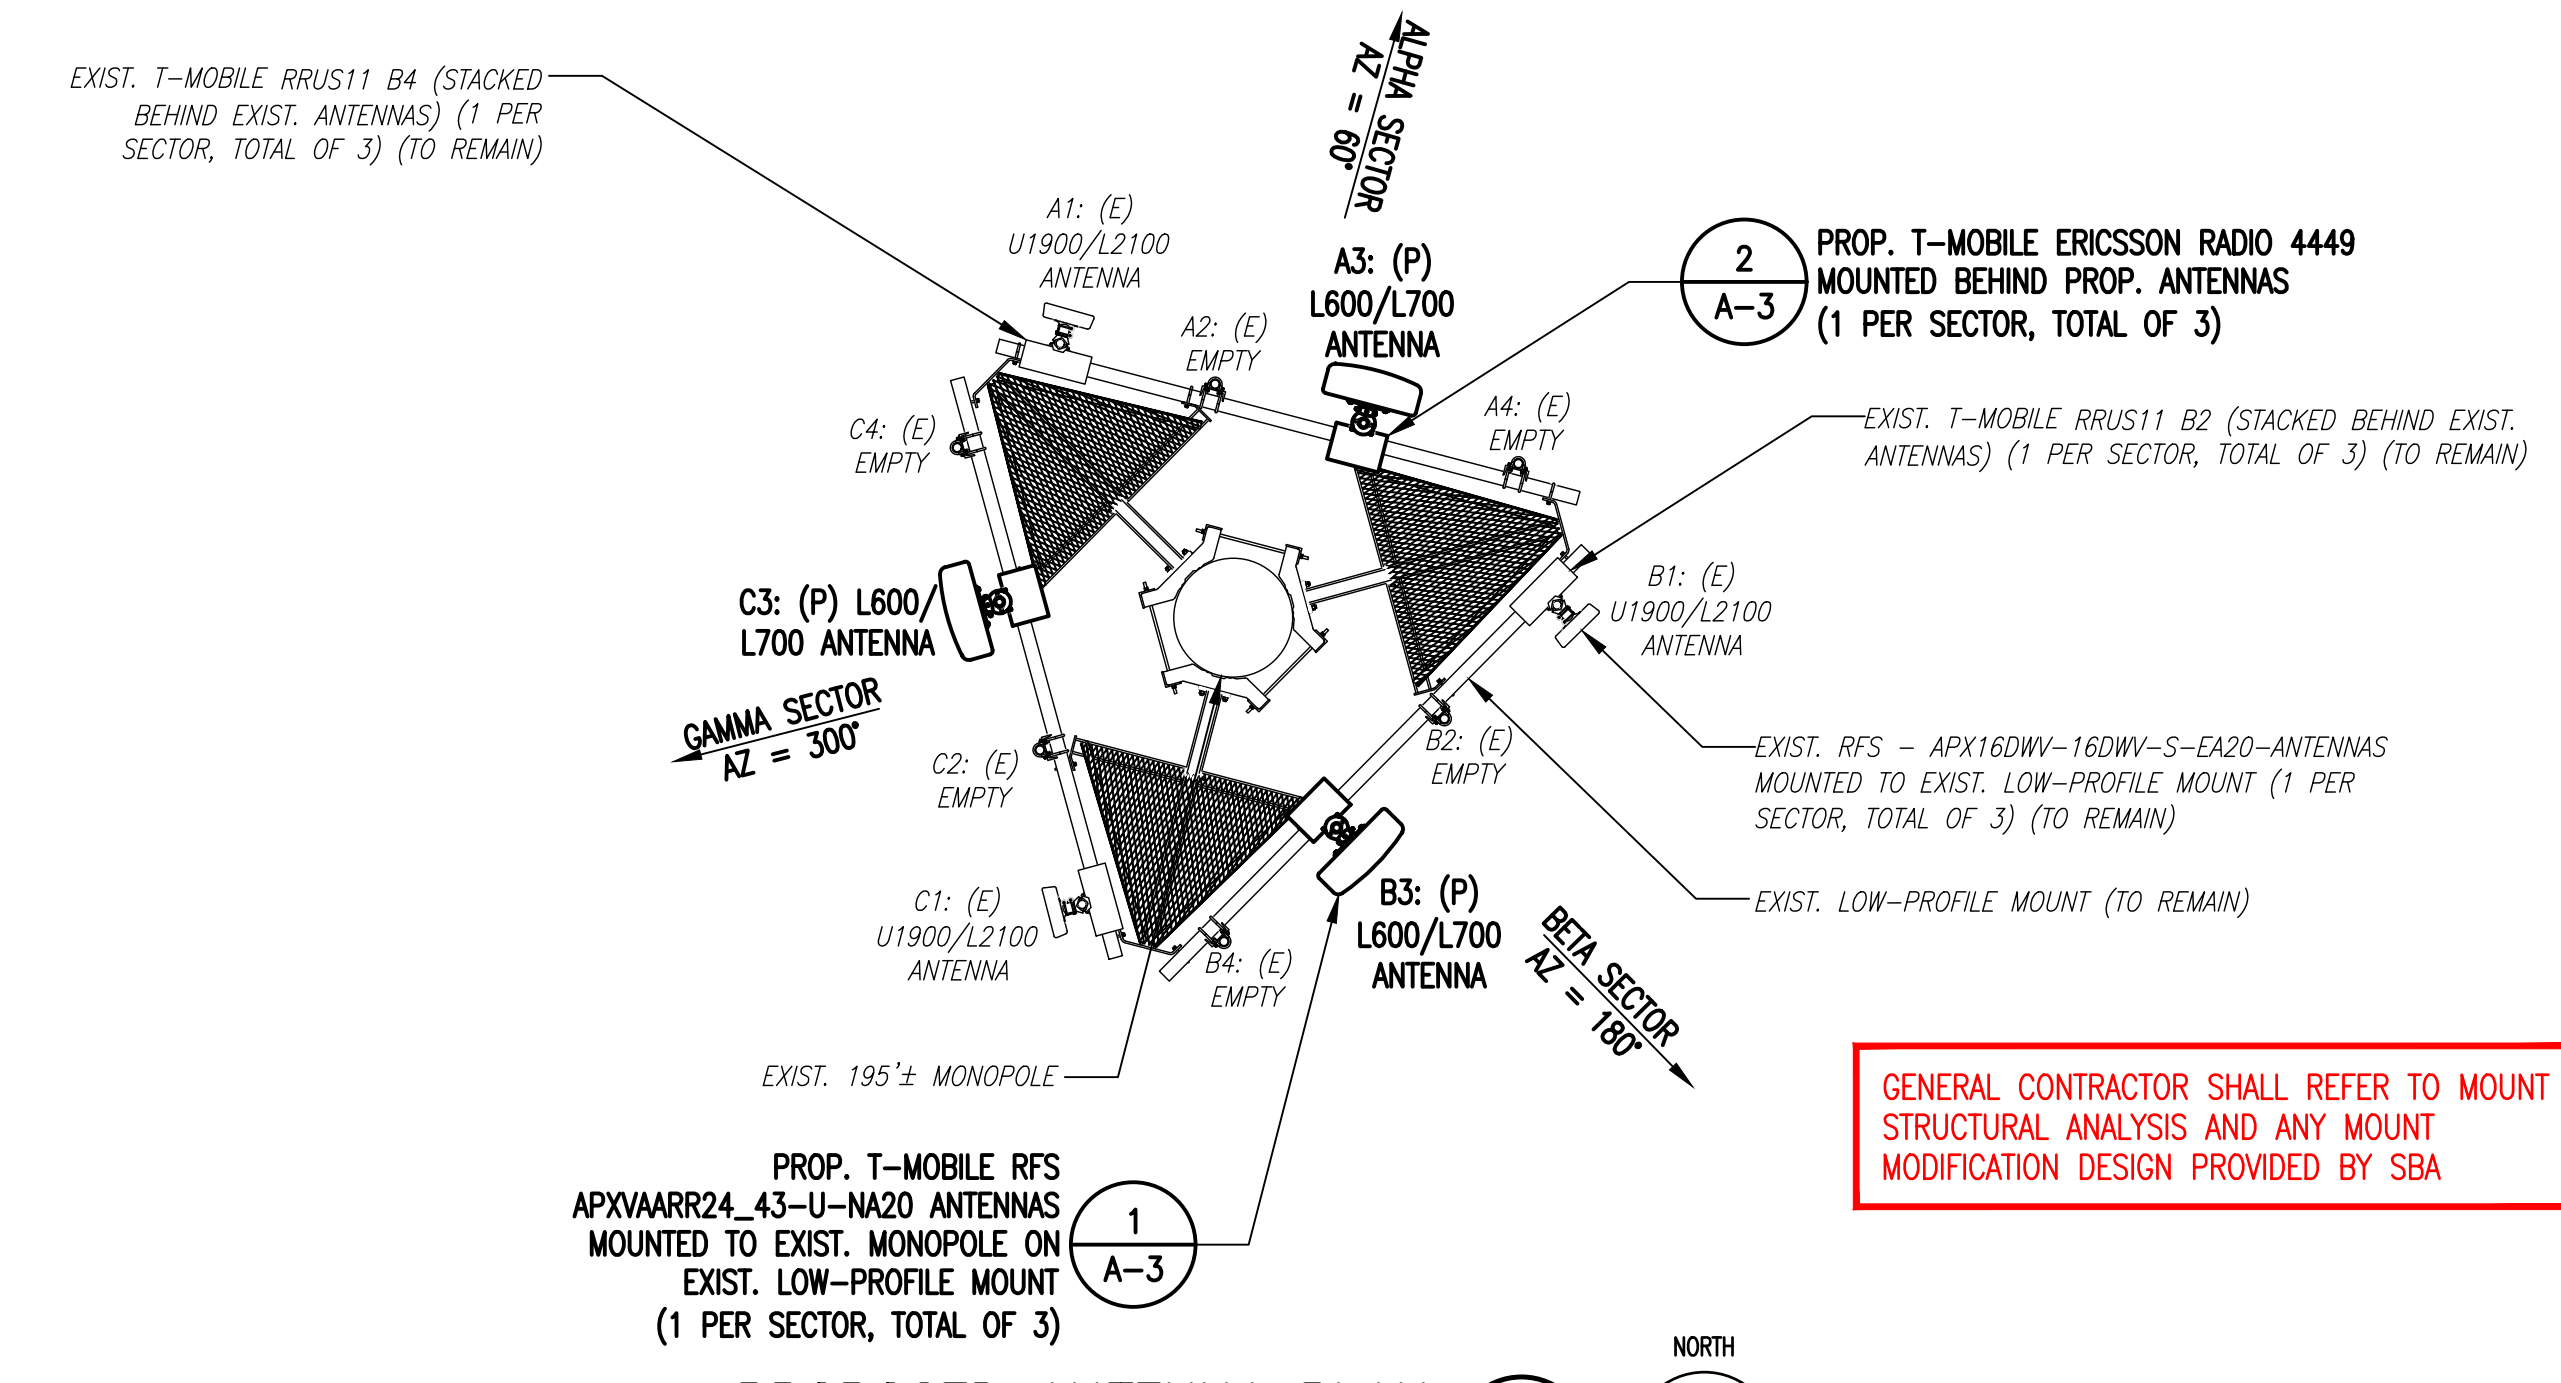 EXIST. T-MOBILE RRUS11 B4 (STACKED
BEHIND EXIST. ANTENNAS) (1 PER
SECTOR, TOTAL OF 3) (TO REMAIN)
ALPHA SECTOR
AZ = 60°
A1: (E)
U1900/L2100
ANTENNA
A2: (E)
EMPTY
A3: (P)
L600/L700
ANTENNA
2
A-3
PROP. T-MOBILE ERICSSON RADIO 4449
MOUNTED BEHIND PROP. ANTENNAS
(1 PER SECTOR, TOTAL OF 3)
A4: (E)
EMPTY
EXIST. T-MOBILE RRUS11 B2 (STACKED BEHIND EXIST.
ANTENNAS) (1 PER SECTOR, TOTAL OF 3) (TO REMAIN)
C4: (E)
EMPTY
B1: (E)
U1900/L2100
ANTENNA
C3: (P) L600/
L700 ANTENNA
GAMMA SECTOR
AZ = 300°
C2: (E)
EMPTY
B2: (E)
EMPTY
EXIST. RFS - APX16DWV-16DWV-S-EA20-ANTENNAS
MOUNTED TO EXIST. LOW-PROFILE MOUNT (1 PER
SECTOR, TOTAL OF 3) (TO REMAIN)
C1: (E)
U1900/L2100
ANTENNA
B3: (P)
L600/L700
ANTENNA
EXIST. LOW-PROFILE MOUNT (TO REMAIN)
B4: (E)
EMPTY
BETA SECTOR
AZ = 180°
EXIST. 195'± MONOPOLE
GENERAL CONTRACTOR SHALL REFER TO MOUNT
STRUCTURAL ANALYSIS AND ANY MOUNT
MODIFICATION DESIGN PROVIDED BY SBA
PROP. T-MOBILE RFS
APXVAARR24_43-U-NA20 ANTENNAS
MOUNTED TO EXIST. MONOPOLE ON
EXIST. LOW-PROFILE MOUNT
(1 PER SECTOR, TOTAL OF 3)
1
A-3
NORTH